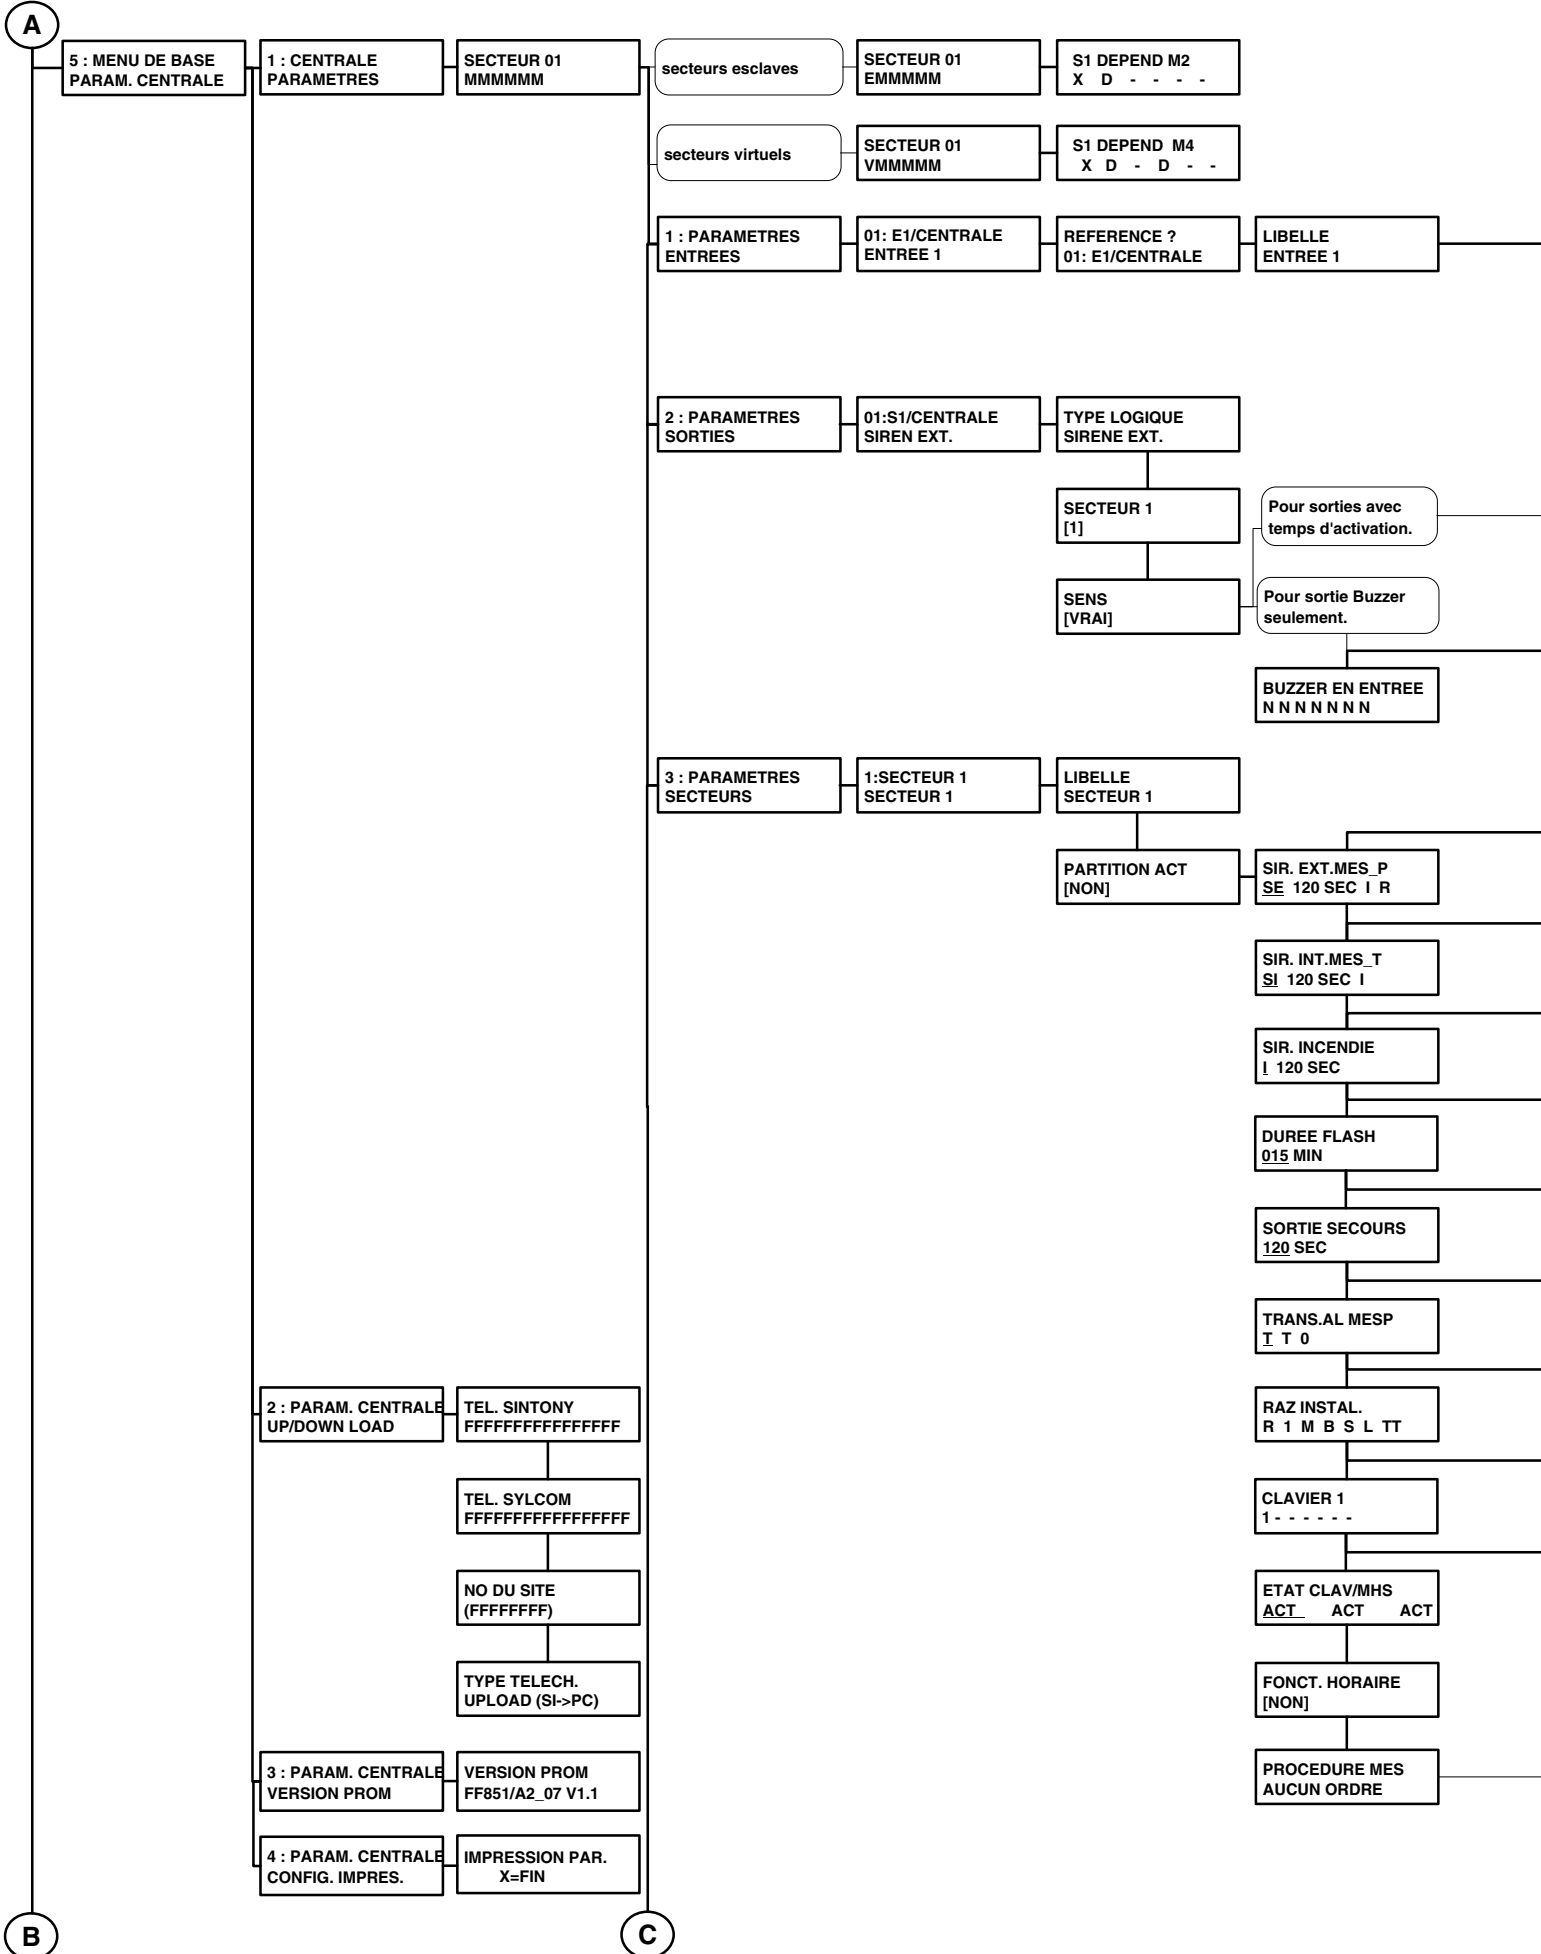 A
5 : MENU DE BASE
PARAM. CENTRALE
1 : CENTRALE
PARAMETRES
SECTEUR 01
MMMMMM
secteurs esclaves
SECTEUR 01
EMMMMM
S1 DEPEND M2
X D - - - -
secteurs virtuels
SECTEUR 01
VMMMMM
S1 DEPEND M4
X D - D - -
1 : PARAMETRES
ENTREES
01: E1/CENTRALE
ENTREE 1
REFERENCE ?
01: E1/CENTRALE
LIBELLE
ENTREE 1
2 : PARAMETRES
SORTIES
01:S1/CENTRALE
SIREN EXT.
TYPE LOGIQUE
SIRENE EXT.
SECTEUR 1
[1]
Pour sorties avec
temps d'activation.
SENS
[VRAI]
Pour sortie Buzzer
seulement.
BUZZER EN ENTREE
N N N N N N N
3 : PARAMETRES
SECTEURS
1:SECTEUR 1
SECTEUR 1
LIBELLE
SECTEUR 1
PARTITION ACT
[NON]
SIR. EXT.MES_P
SE 120 SEC I R
SIR. INT.MES_T
SI 120 SEC I
SIR. INCENDIE
I 120 SEC
DUREE FLASH
015 MIN
SORTIE SECOURS
120 SEC
TRANS.AL MESP
T T 0
RAZ INSTAL.
R 1 M B S L TT
CLAVIER 1
1 - - - - - -
ETAT CLAV/MHS
ACT ACT ACT
FONCT. HORAIRE
[NON]
PROCEDURE MES
AUCUN ORDRE
2 : PARAM. CENTRALE
UP/DOWN LOAD
TEL. SINTONY
FFFFFFFFFFFFFFFF
TEL. SYLCOM
FFFFFFFFFFFFFFFFF
NO DU SITE
(FFFFFFFF)
TYPE TELECH.
UPLOAD (SI->PC)
3 : PARAM. CENTRALE
VERSION PROM
VERSION PROM
FF851/A2_07 V1.1
4 : PARAM. CENTRALE
CONFIG. IMPRES.
IMPRESSION PAR.
X=FIN
B
C